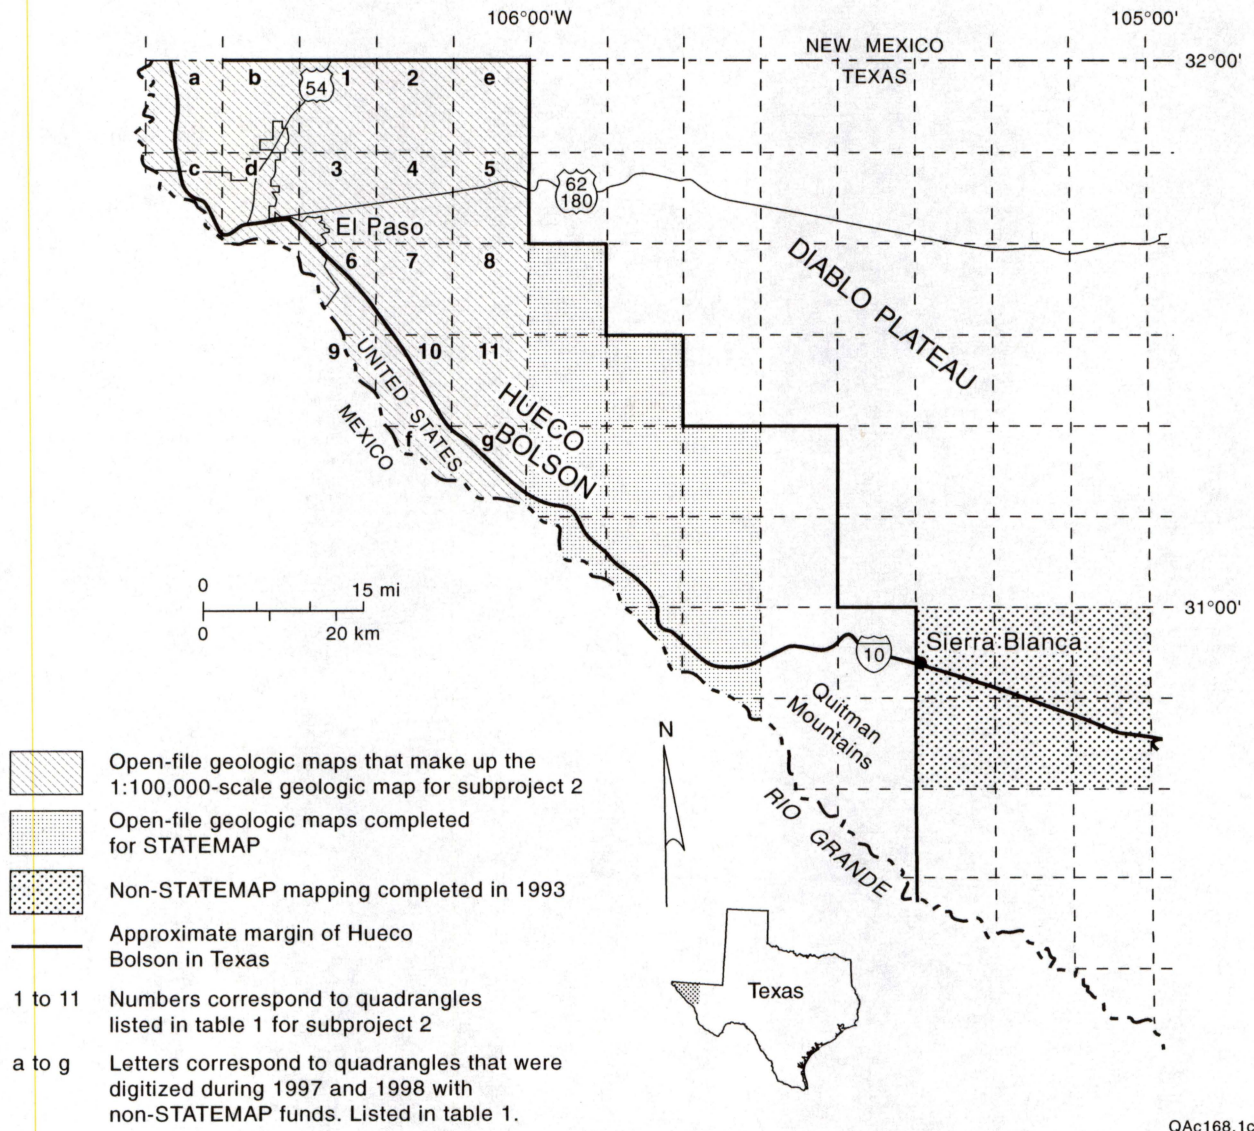 106°00'W
105°00'
NEW MEXICO
TEXAS
32°00'
a
b
54
1
2
e
c
d
3
4
5
62
180
El Paso
6
7
8
DIABLO PLATEAU
9
10
11
UNITED STATES
MEXICO
HUECO
BOLSON
f
g
0
15 mi
0
20 km
31°00'
10
Sierra Blanca
Quitman
Mountains
RIO GRANDE
N
Open-file geologic maps that make up the
1:100,000-scale geologic map for subproject 2
Open-file geologic maps completed
for STATEMAP
Non-STATEMAP mapping completed in 1993
Approximate margin of Hueco
Bolson in Texas
1 to 11 Numbers correspond to quadrangles
listed in table 1 for subproject 2
a to g Letters correspond to quadrangles that were
digitized during 1997 and 1998 with
non-STATEMAP funds. Listed in table 1.
Texas
QAc168.1c